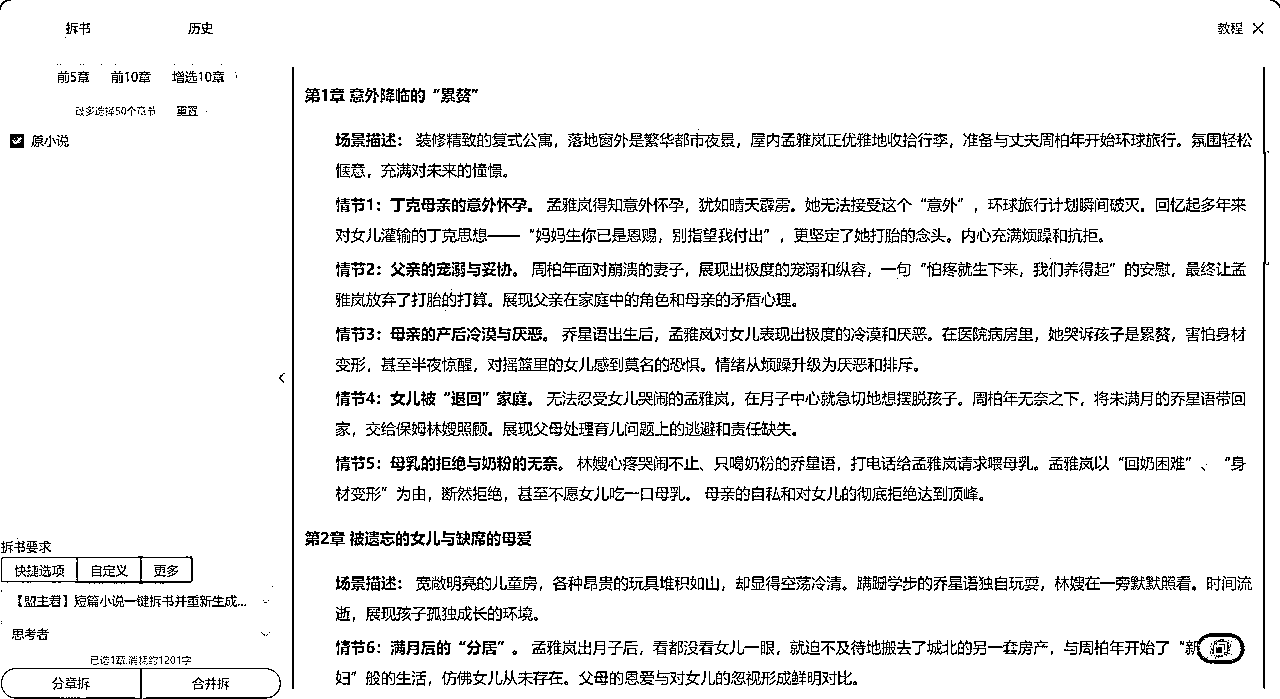 拆书 历史 教程
前5章 前10章 增选10章
最多选择50个章节 重置
原小说
第1章 意外降临的“累赘”
场景描述： 装修精致的复式公寓，落地窗外是繁华都市夜景，屋内孟雅岚正优雅地收拾行李，准备与丈夫周柏年开始环球旅行。氛围轻松
惬意，充满对未来的憧憬。
情节1：丁克母亲的意外怀孕。 孟雅岚得知意外怀孕，犹如晴天霹雳。她无法接受这个“意外”，环球旅行计划瞬间破灭。回忆起多年来
对女儿灌输的丁克思想——“妈妈生你已是恩赐，别指望我付出”，更坚定了她打胎的念头。内心充满烦躁和抗拒。
情节2：父亲的宠溺与妥协。 周柏年面对崩溃的妻子，展现出极度的宠溺和纵容，一句“怕疼就生下来，我们养得起”的安慰，最终让孟
雅岚放弃了打胎的打算。展现父亲在家庭中的角色和母亲的矛盾心理。
情节3：母亲的产后冷漠与厌恶。 乔星语出生后，孟雅岚对女儿表现出极度的冷漠和厌恶。在医院病房里，她哭诉孩子是累赘，害怕身材
变形，甚至半夜惊醒，对摇篮里的女儿感到莫名的恐惧。情绪从烦躁升级为厌恶和排斥。
情节4：女儿被“退回”家庭。 无法忍受女儿哭闹的孟雅岚，在月子中心就急切地想摆脱孩子。周柏年无奈之下，将未满月的乔星语带回
家，交给保姆林嫂照顾。展现父母处理育儿问题上的逃避和责任缺失。
情节5：母乳的拒绝与奶粉的无奈。 林嫂心疼哭闹不止、只喝奶粉的乔星语，打电话给孟雅岚请求喂母乳。孟雅岚以“回奶困难”、“身
材变形”为由，断然拒绝，甚至不愿女儿吃一口母乳。 母亲的自私和对女儿的彻底拒绝达到顶峰。
第2章 被遗忘的女儿与缺席的母爱
场景描述： 宽敞明亮的儿童房，各种昂贵的玩具堆积如山，却显得空荡冷清。蹒跚学步的乔星语独自玩耍，林嫂在一旁默默照看。时间流
逝，展现孩子孤独成长的环境。
情节6：满月后的“分居”。 孟雅岚出月子后，看都没看女儿一眼，就迫不及待地搬去了城北的另一套房产，与周柏年开始了“新
妇”般的生活，仿佛女儿从未存在。父母的恩爱与对女儿的忽视形成鲜明对比。
拆书要求
快捷选项 自定义 更多
【盟主君】短篇小说一键拆书并重新生成...
思考者
已选1章,消耗约1201字
分章拆 合并拆